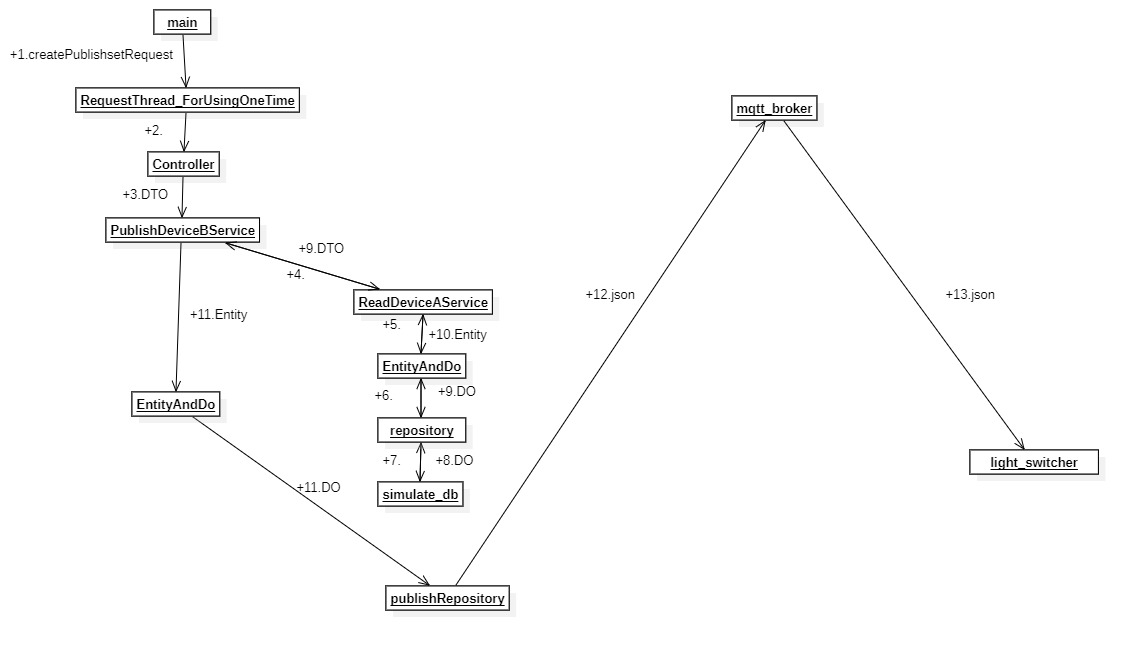 main
+1.createPublishsetRequest
RequestThread_ForUsingOneTime
mqtt_broker
+2.
Controller
+3.DTO
PublishDeviceBService
+9.DTO
+4.
ReadDeviceAService
+12.json
+13.json
+11.Entity
+5.
+10.Entity
EntityAndDo
+6.
+9.DO
EntityAndDo
repository
+7.
+8.DO
light_switcher
+11.DO
simulate_db
publishRepository